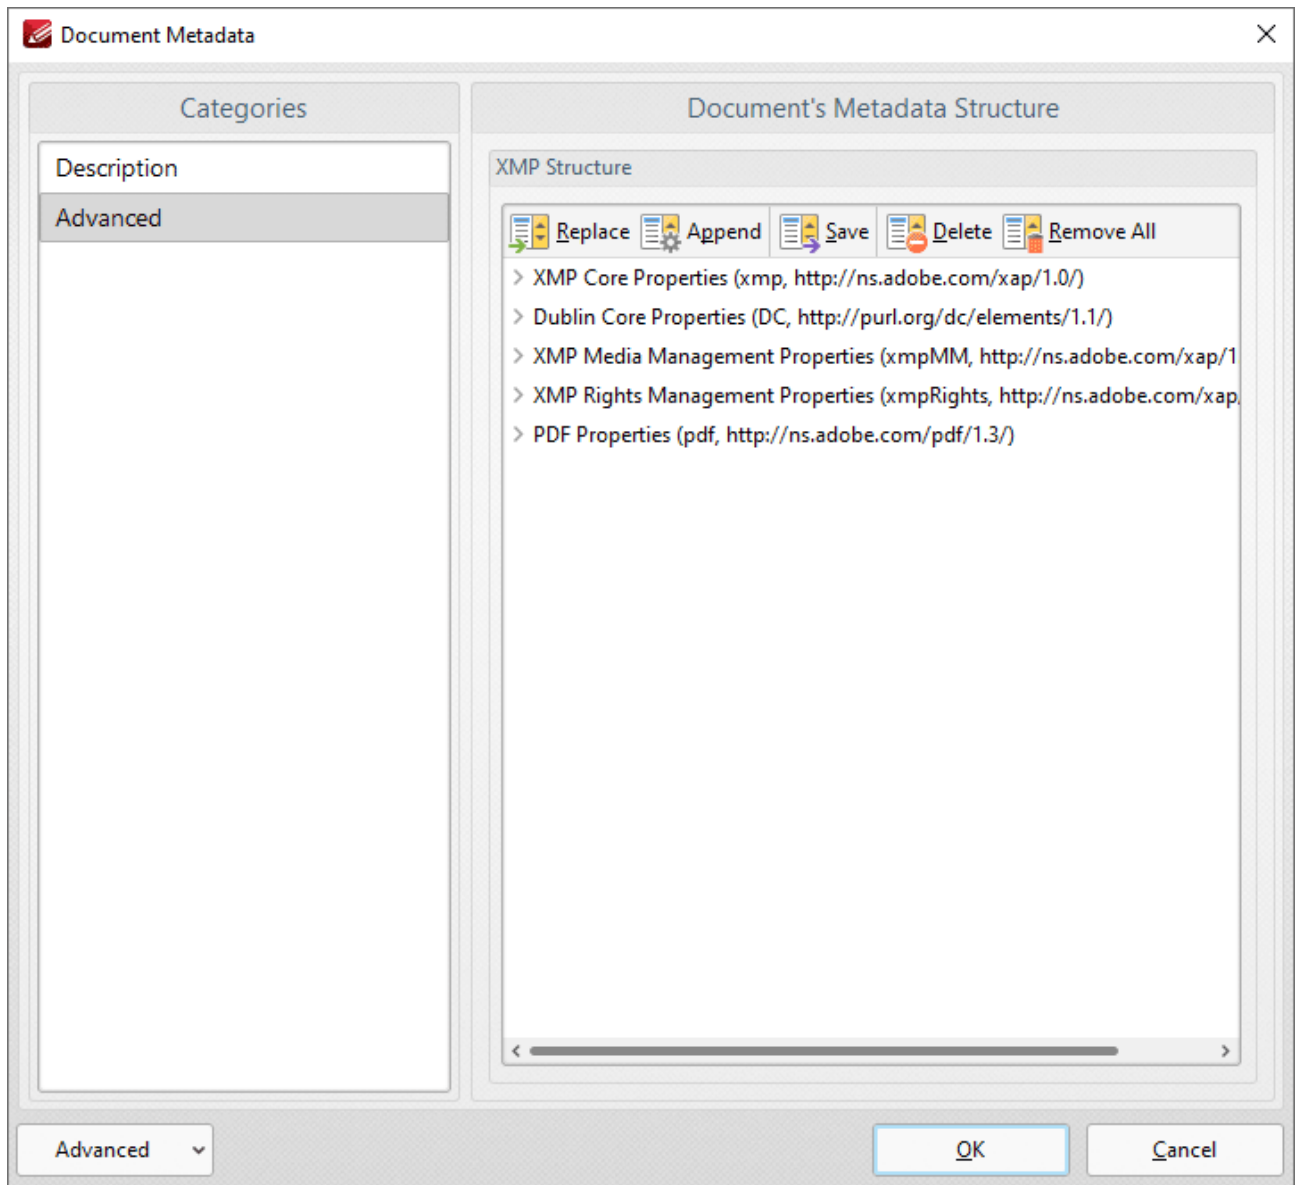 Document Metadata
Categories
Document's Metadata Structure
Description
Advanced
XMP Structure
Replace Append Save Delete Remove All
XMP Core Properties (xmp, http://ns.adobe.com/xap/1.0/)
Dublin Core Properties (DC, http://purl.org/dc/elements/1.1/)
XMP Media Management Properties (xmpMM, http://ns.adobe.com/xap/1
XMP Rights Management Properties (xmpRights, http://ns.adobe.com/xap,
PDF Properties (pdf, http://ns.adobe.com/pdf/1.3/)
Advanced
OK
Cancel